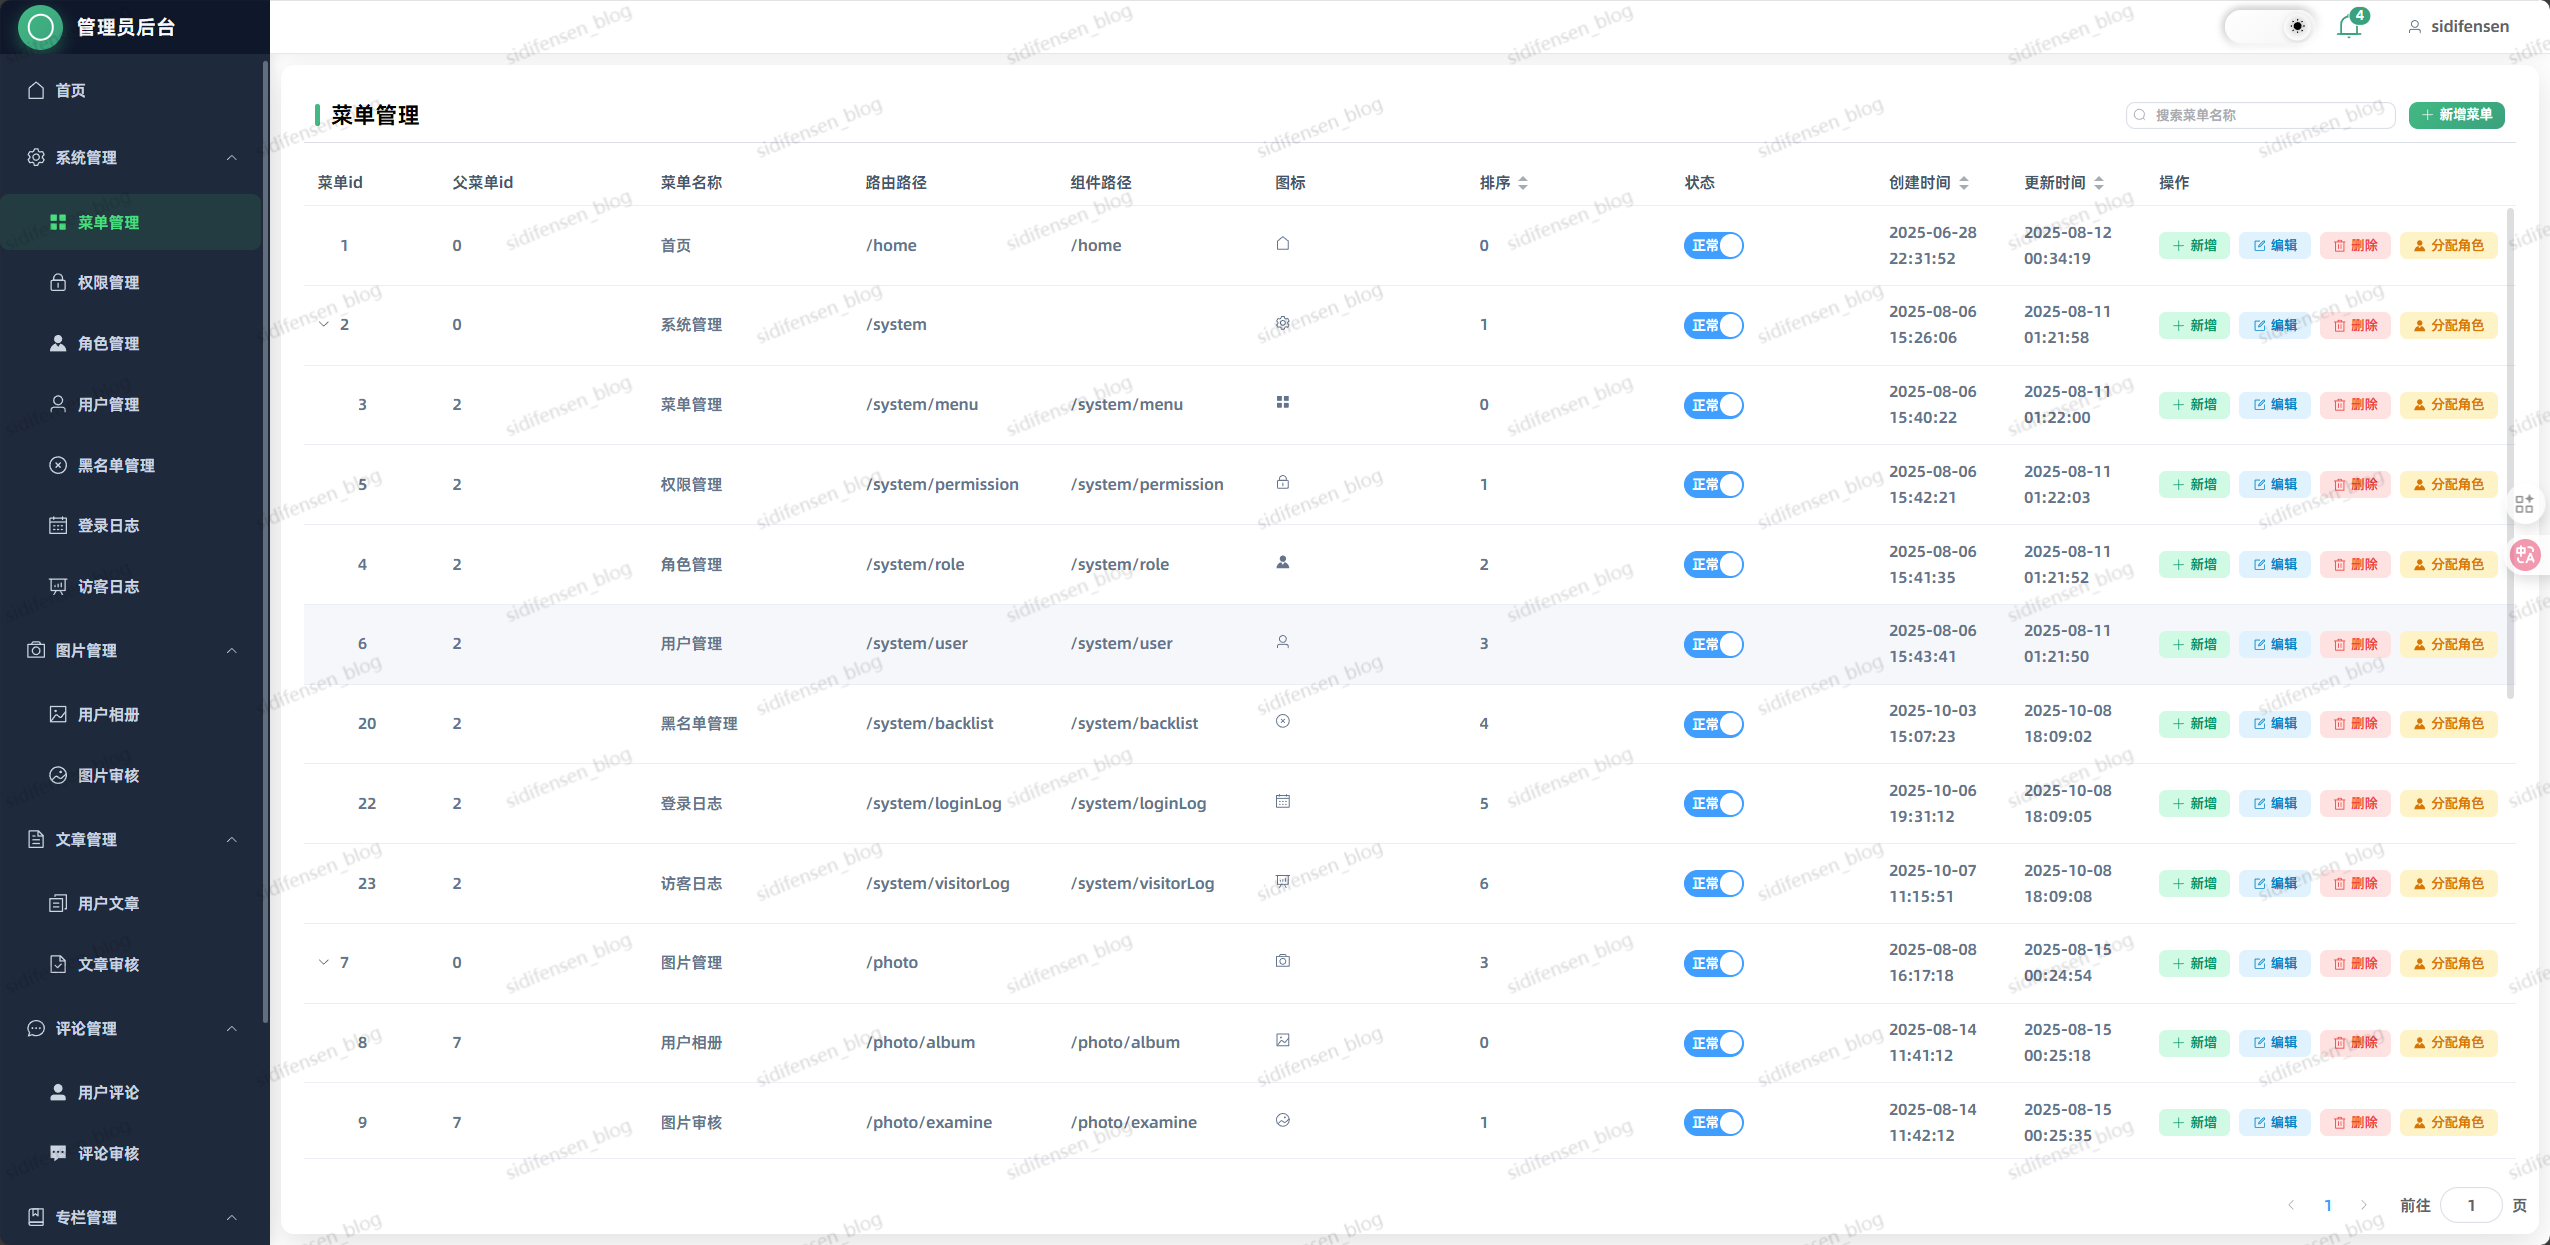 管理员后台
4
sidifensen
首页
系统管理
菜单管理
权限管理
角色管理
用户管理
黑名单管理
登录日志
访客日志
图片管理
用户相册
图片审核
文章管理
用户文章
文章审核
评论管理
用户评论
评论审核
专栏管理
菜单管理
搜索菜单名称
新增菜单
菜单id 父菜单id 菜单名称 路由路径 组件路径 图标 排序 状态 创建时间 更新时间 操作
1 0 首页 /home /home 0 正常 2025-06-28 22:31:52 2025-08-12 00:34:19 新增 编辑 删除 分配角色
2 0 系统管理 /system 1 正常 2025-08-06 15:26:06 2025-08-11 01:21:58 新增 编辑 删除 分配角色
3 2 菜单管理 /system/menu /system/menu 0 正常 2025-08-06 15:40:22 2025-08-11 01:22:00 新增 编辑 删除 分配角色
5 2 权限管理 /system/permission /system/permission 1 正常 2025-08-06 15:42:21 2025-08-11 01:22:03 新增 编辑 删除 分配角色
4 2 角色管理 /system/role /system/role 2 正常 2025-08-06 15:41:35 2025-08-11 01:21:52 新增 编辑 删除 分配角色
6 2 用户管理 /system/user /system/user 3 正常 2025-08-06 15:43:41 2025-08-11 01:21:50 新增 编辑 删除 分配角色
20 2 黑名单管理 /system/backlist /system/backlist 4 正常 2025-10-03 15:07:23 2025-10-08 18:09:02 新增 编辑 删除 分配角色
22 2 登录日志 /system/loginLog /system/loginLog 5 正常 2025-10-06 19:31:12 2025-10-08 18:09:05 新增 编辑 删除 分配角色
23 2 访客日志 /system/visitorLog /system/visitorLog 6 正常 2025-10-07 11:15:51 2025-10-08 18:09:08 新增 编辑 删除 分配角色
7 0 图片管理 /photo 3 正常 2025-08-08 16:17:18 2025-08-15 00:24:54 新增 编辑 删除 分配角色
8 7 用户相册 /photo/album /photo/album 0 正常 2025-08-14 11:41:12 2025-08-15 00:25:18 新增 编辑 删除 分配角色
9 7 图片审核 /photo/examine /photo/examine 1 正常 2025-08-14 11:42:12 2025-08-15 00:25:35 新增 编辑 删除 分配角色
1 前往 1 页
sidifensen_blog